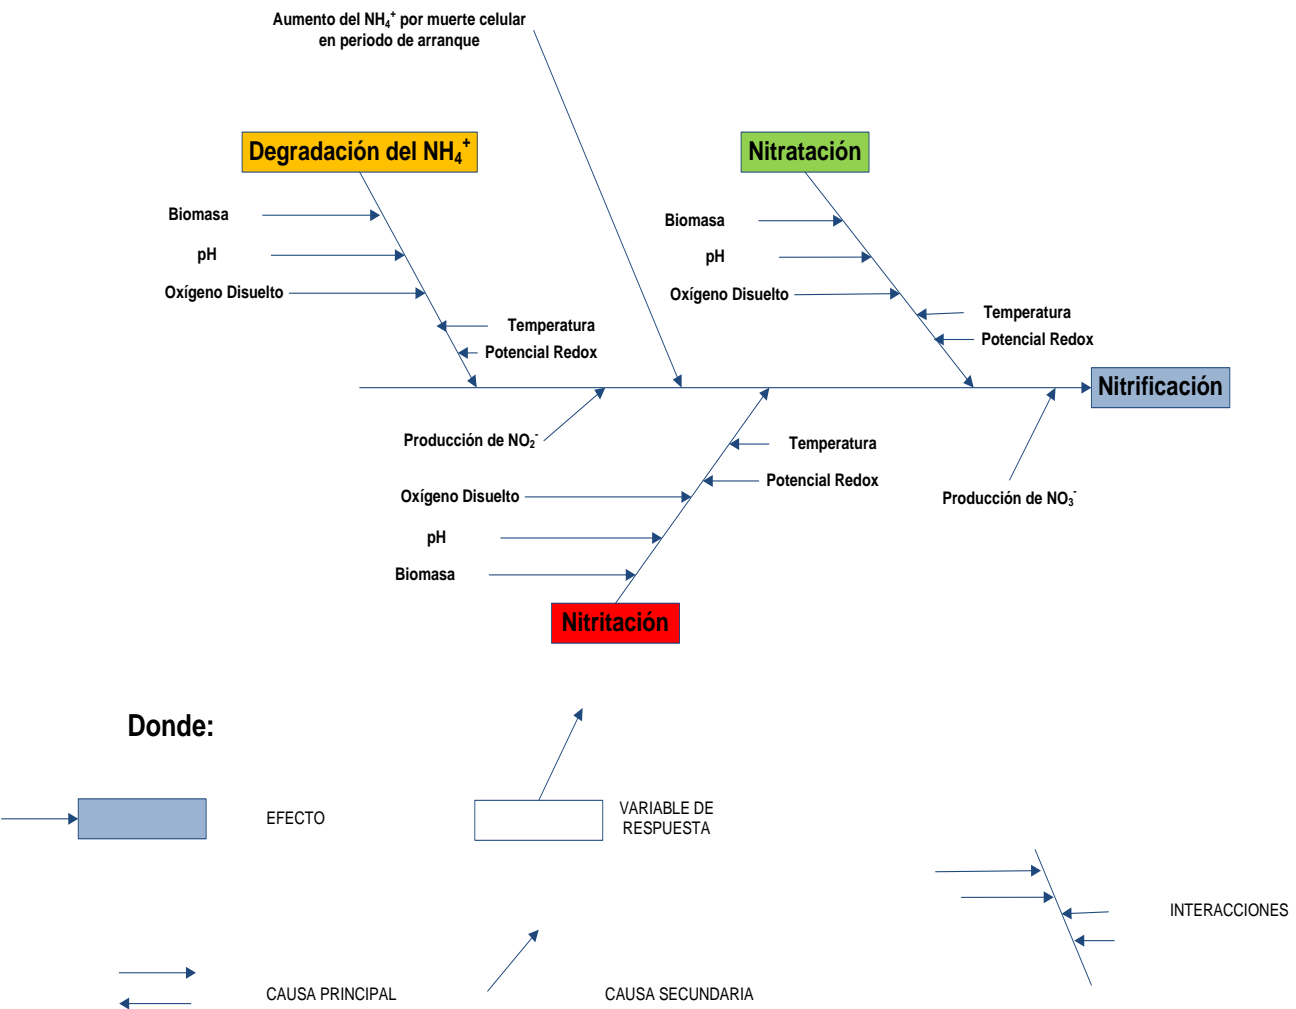 Aumento del NH₄⁺ por muerte celular
en periodo de arranque
Degradación del NH₄⁺
Nitratación
Biomasa
pH
Oxígeno Disuelto
Temperatura
Potencial Redox
Biomasa
pH
Oxígeno Disuelto
Temperatura
Potencial Redox
Nitrificación
Producción de NO₂⁻
Temperatura
Potencial Redox
Oxígeno Disuelto
pH
Biomasa
Producción de NO₃⁻
Nitritación
Donde:
EFECTO
VARIABLE DE
RESPUESTA
INTERACCIONES
CAUSA PRINCIPAL
CAUSA SECUNDARIA